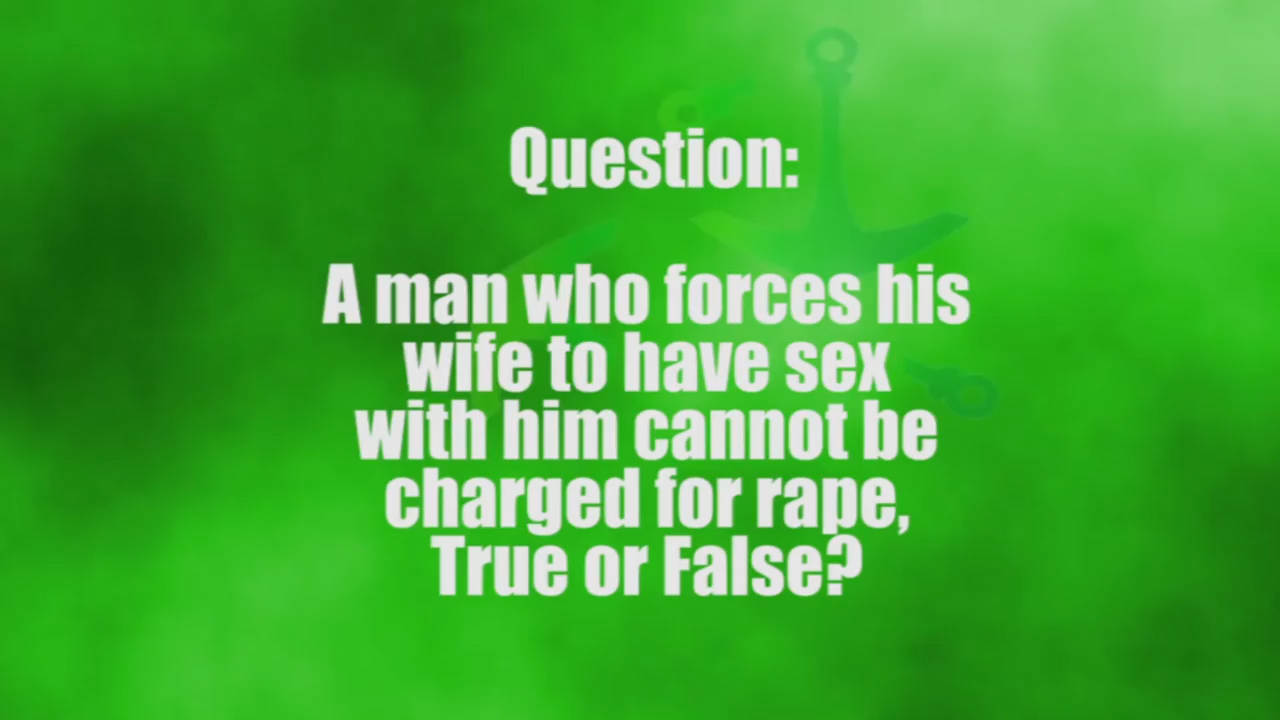 Question:
A man who forces his
wife to have sex
with him cannot be
charged for rape,
True or False?